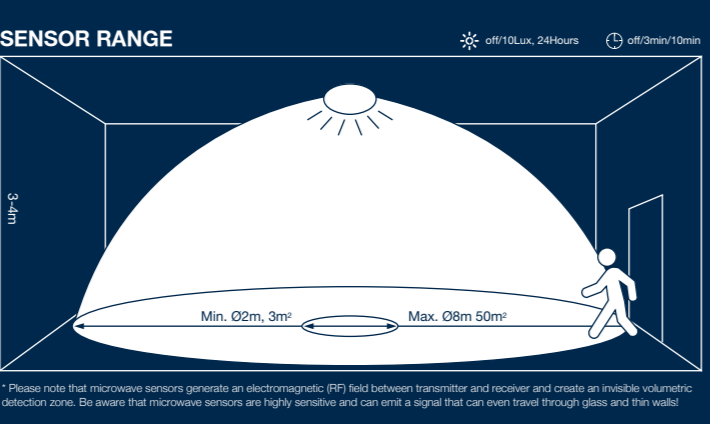 SENSOR RANGE
off/10Lux, 24Hours
off/3min/10min
3-4m
Min. Ø2m, 3m²
Max. Ø8m 50m²
* Please note that microwave sensors generate an electromagnetic (RF) field between transmitter and receiver and create an invisible volumetric
detection zone. Be aware that microwave sensors are highly sensitive and can emit a signal that can even travel through glass and thin walls!